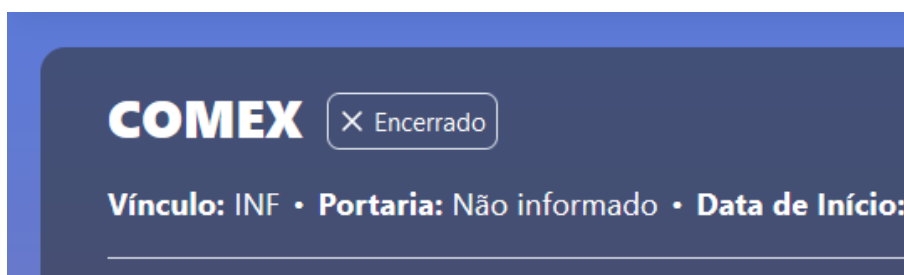 COMEX × Encerrado
Vínculo: INF • Portaria: Não informado • Data de Início: